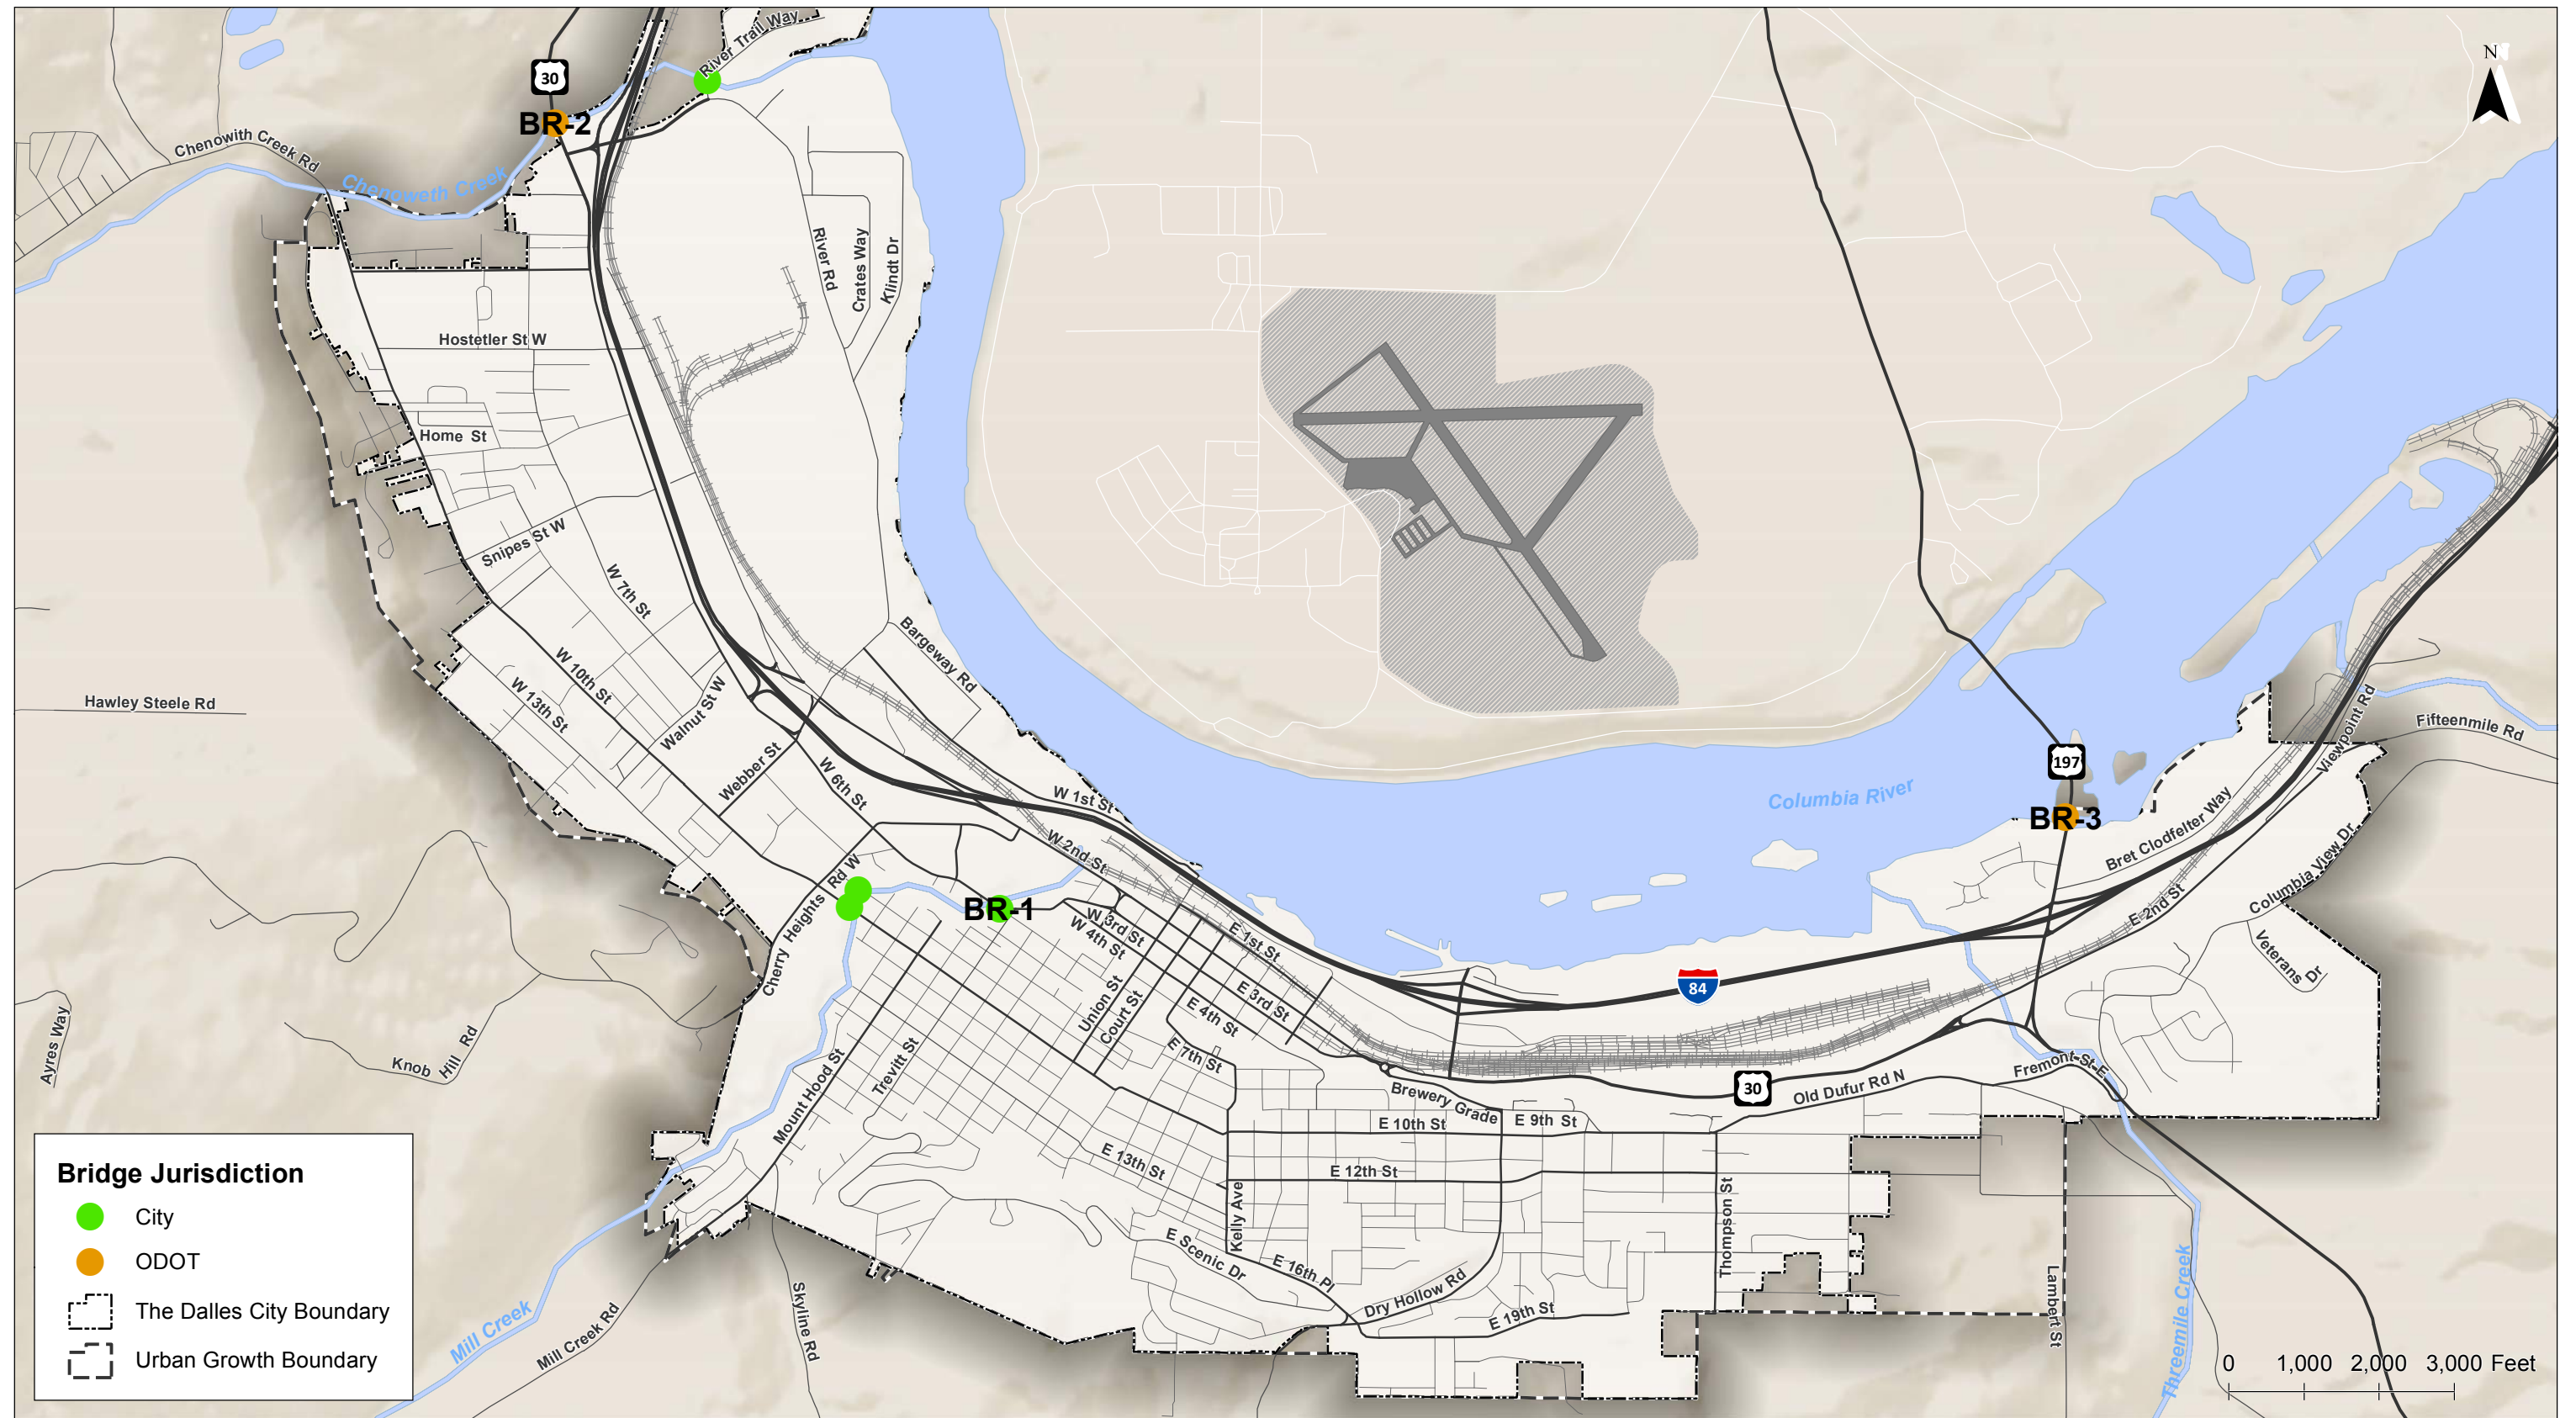 River Trail Way
N
30
BR-2
Chenowith Creek Rd
Chenoweth Creek
River Rd
Crates Way
Klindt Dr
Hostetler St W
Home St
Snipes St W
W 7th St
Bargeway Rd
W 10th St
W 13th St
Walnut St W
Hawley Steele Rd
Webber St
W 6th St
W 1st St
W 2nd St
Columbia River
197
BR-3
Viewpoint Rd
Fifteenmile Rd
Bret Clodfelter Way
Columbia View Dr
E 2nd St
Veterans Dr
Cherry Heights Rd W
BR-1
W 3rd St
W 4th St
E 1st St
E 3rd St
E 4th St
Union St
Court St
E 7th St
84
Ayres Way
Knob Hill Rd
Mount Hood St
Trevitt St
Brewery Grade
30
Old Dufur Rd N
Fremont St E
E 10th St
E 9th St
E 12th St
E 13th St
Kelly Ave
Thompson St
E Scenic Dr
E 16th Pl
Dry Hollow Rd
E 19th St
Lambert St
Threemile Creek
Skyline Rd
Mill Creek
Mill Creek Rd
Bridge Jurisdiction
City
ODOT
The Dalles City Boundary
Urban Growth Boundary
0 1,000 2,000 3,000 Feet